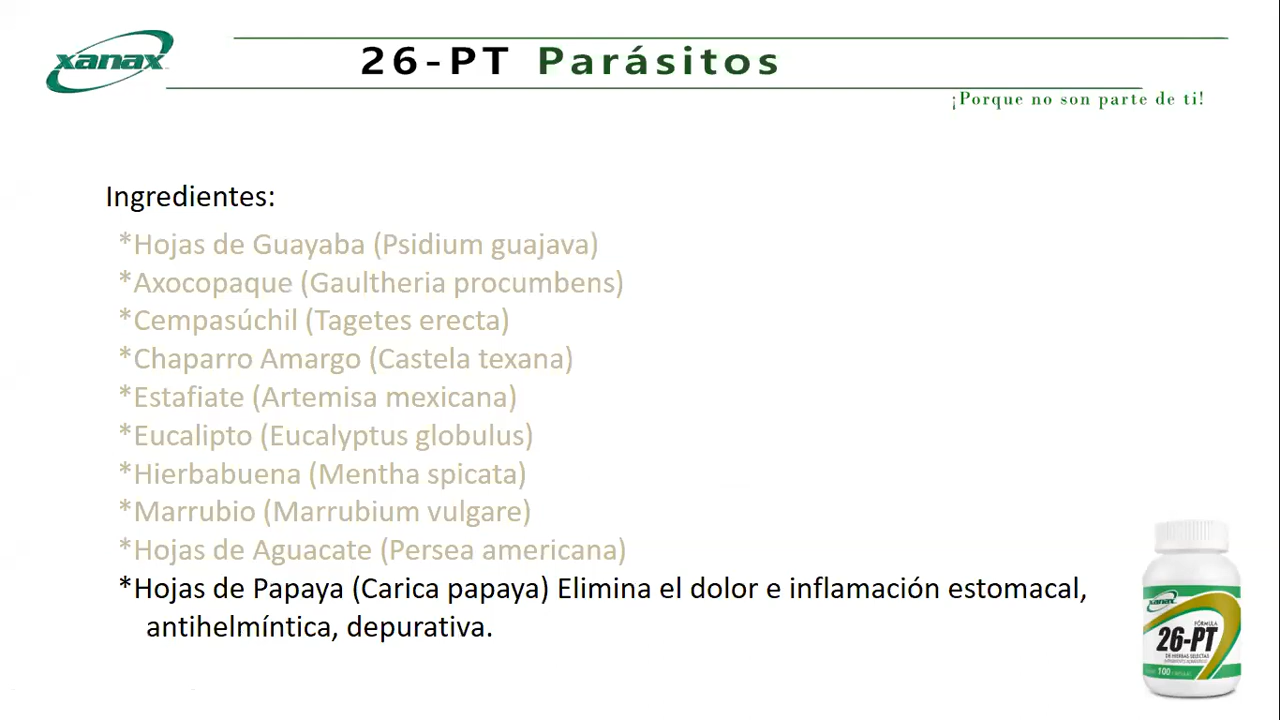 xanax
26-PT Parásitos
¡Porque no son parte de ti!
Ingredientes:
*Hojas de Guayaba (Psidium guajava)
*Axocopaque (Gaultheria procumbens)
*Cempasúchil (Tagetes erecta)
*Chaparro Amargo (Castela texana)
*Estafiate (Artemisa mexicana)
*Eucalipto (Eucalyptus globulus)
*Hierbabuena (Mentha spicata)
*Marrubio (Marrubium vulgare)
*Hojas de Aguacate (Persea americana)
*Hojas de Papaya (Carica papaya) Elimina el dolor e inflamación estomacal,
antihelmíntica, depurativa.
xanax
FÓRMULA
26-PT
DE HIERBAS SELECTAS
100